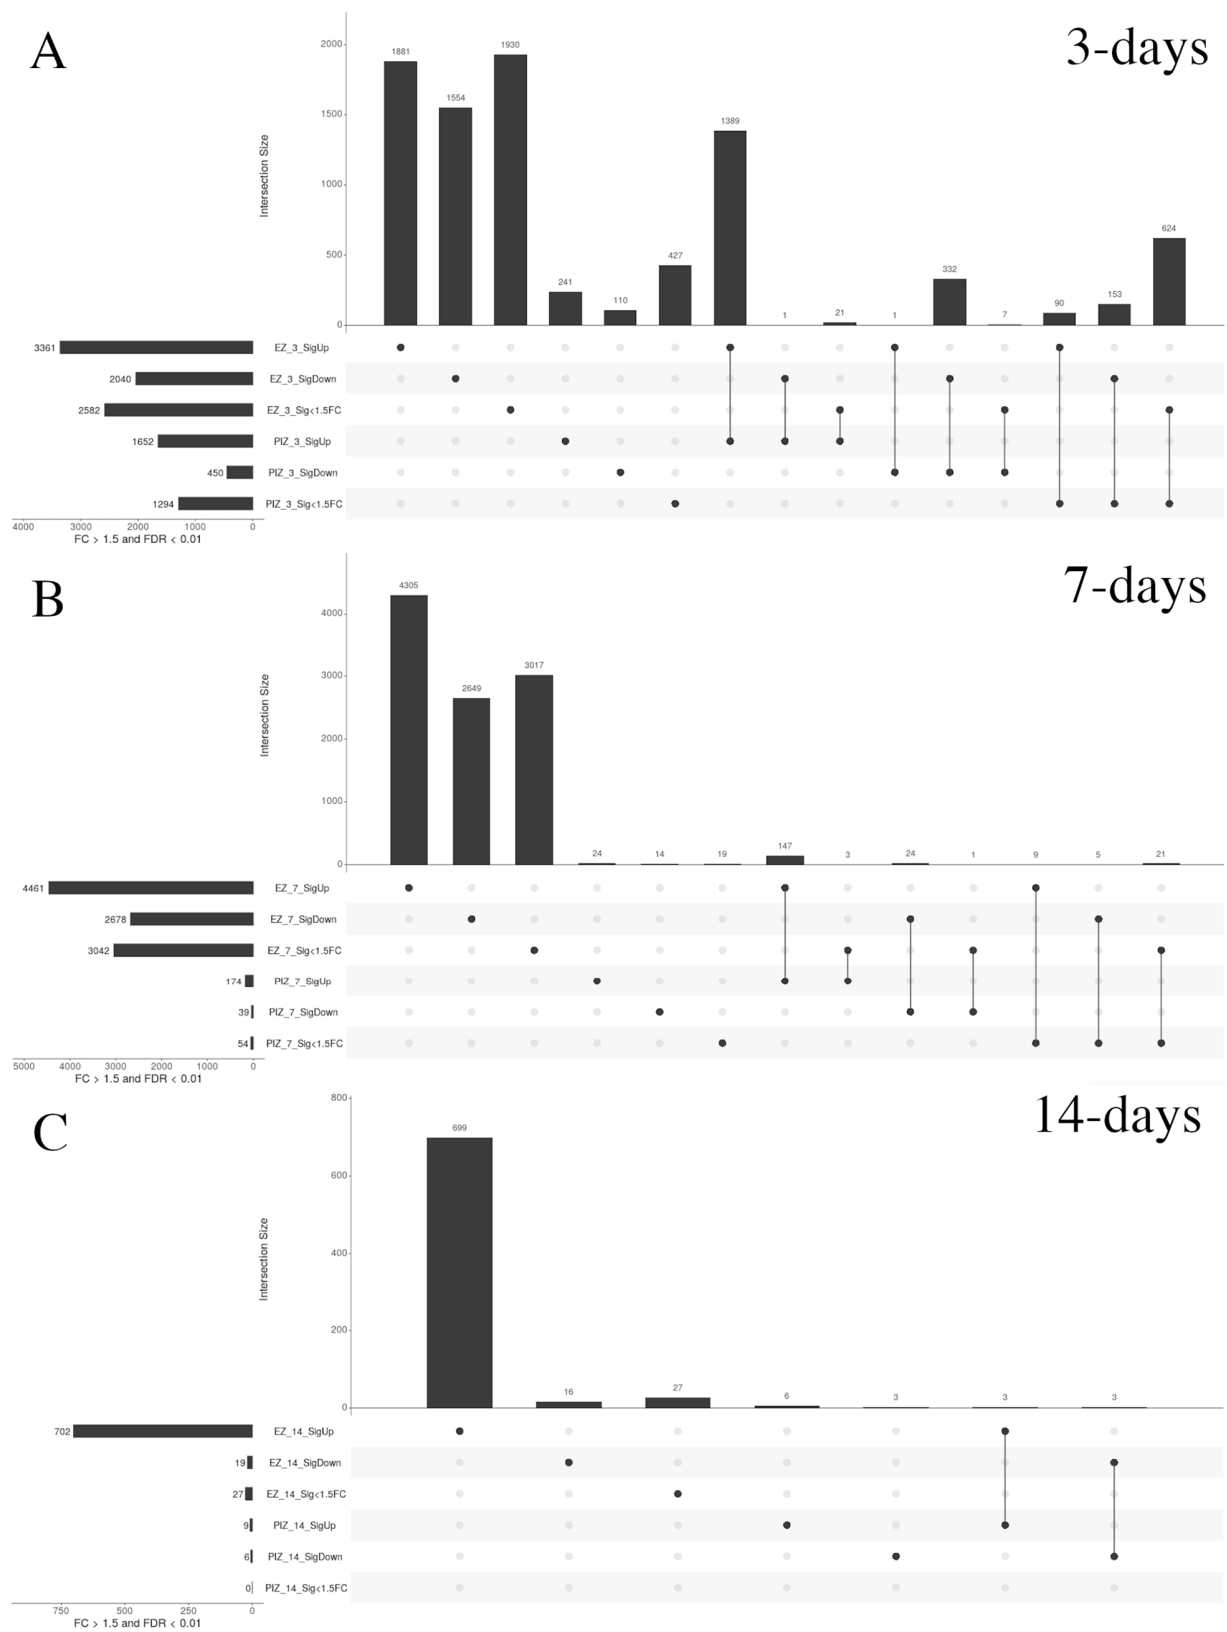 A
3-days
2000
1500
1000
500
0
Intersection Size
1881
1554
1930
241
110
427
1389
1
21
1
332
7
90
153
624
3361
EZ_3_SigUp
2040
EZ_3_SigDown
2582
EZ_3_Sig<1.5FC
1652
PIZ_3_SigUp
450
PIZ_3_SigDown
1294
PIZ_3_Sig<1.5FC
4000 3000 2000 1000 0
FC > 1.5 and FDR < 0.01
B
7-days
4000
3000
2000
1000
0
Intersection Size
4305
2649
3017
24
14
19
147
3
24
1
9
5
21
4461
EZ_7_SigUp
2678
EZ_7_SigDown
3042
EZ_7_Sig<1.5FC
174
PIZ_7_SigUp
39
PIZ_7_SigDown
54
PIZ_7_Sig<1.5FC
5000 4000 3000 2000 1000 0
FC > 1.5 and FDR < 0.01
C
14-days
800
600
400
200
0
Intersection Size
699
16
27
6
3
3
3
702
EZ_14_SigUp
19
EZ_14_SigDown
27
EZ_14_Sig<1.5FC
9
PIZ_14_SigUp
6
PIZ_14_SigDown
0
PIZ_14_Sig<1.5FC
750 500 250 0
FC > 1.5 and FDR < 0.01